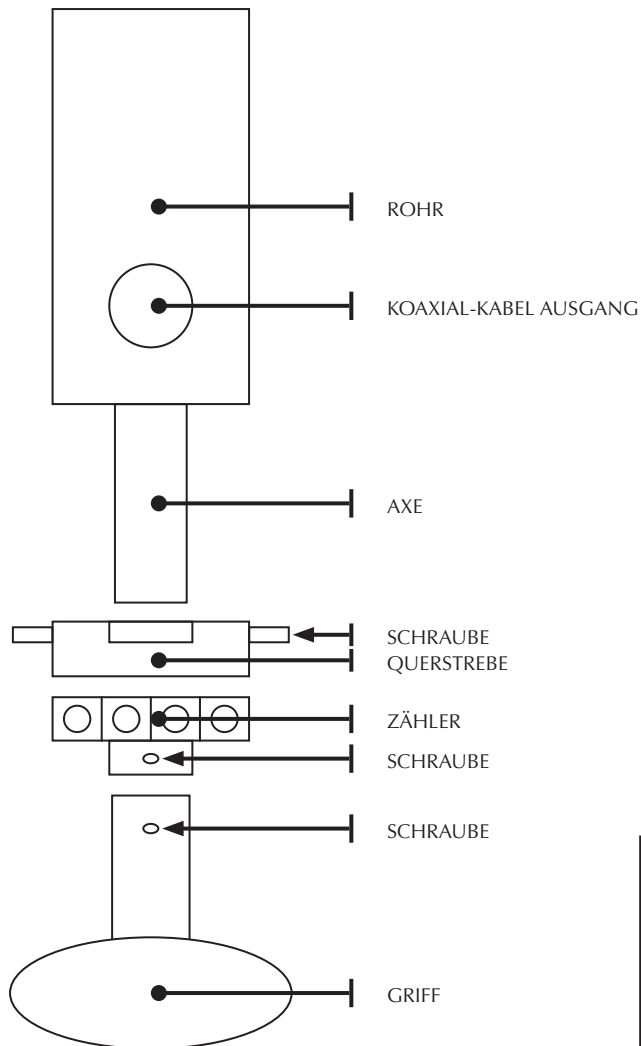 ROHR
KOAXIAL-KABEL AUSGANG
AXE
SCHRAUBE
QUERSTREBE
ZÄHLER
SCHRAUBE
SCHRAUBE
GRIFF